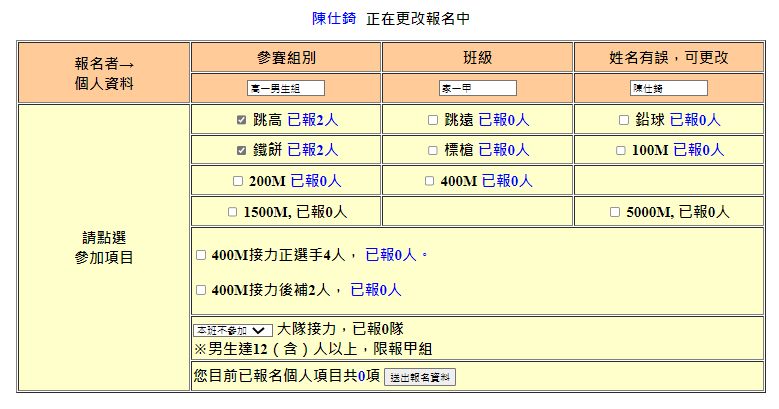 陳仕錡 正在更改報名中
報名者→
個人資料
參賽組別 班級 姓名有誤，可更改
高一男生組 家一甲 陳仕錡
請點選
參加項目
跳高 已報2人 跳遠 已報0人 鉛球 已報0人
鐵餅 已報2人 標槍 已報0人 100M 已報0人
200M 已報0人 400M 已報0人
1500M, 已報0人 5000M, 已報0人
400M接力正選手4人， 已報0人。
400M接力後補2人， 已報0人
本班不參加 大隊接力，已報0隊
※男生達12（含）人以上，限報甲組
您目前已報名個人項目共0項 送出報名資料